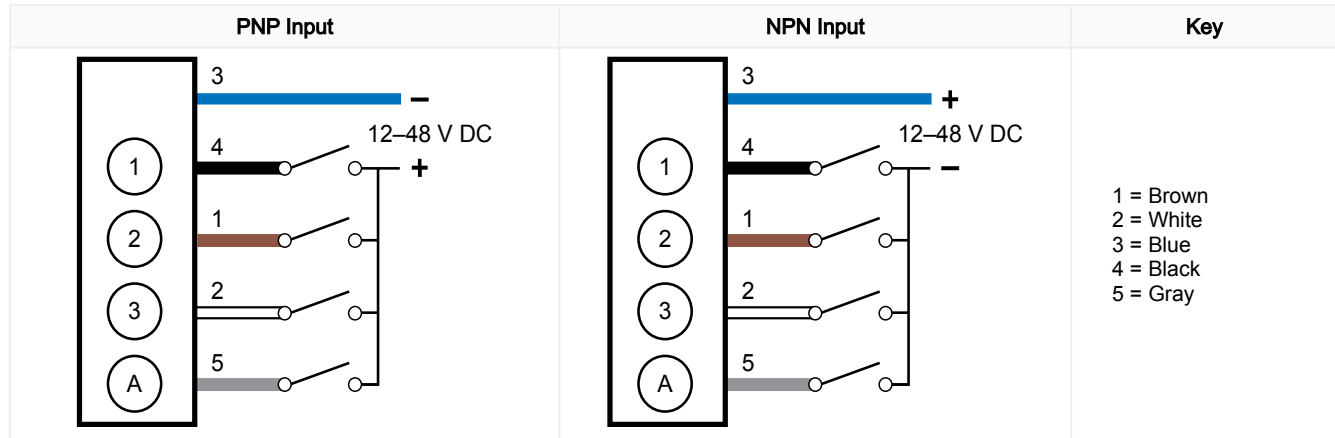 PNP Input
NPN Input
Key
3
–
12–48 V DC
4
1
+
1
2
2
3
5
A
3
+
12–48 V DC
4
1
–
1
2
2
3
5
A
1 = Brown
2 = White
3 = Blue
4 = Black
5 = Gray